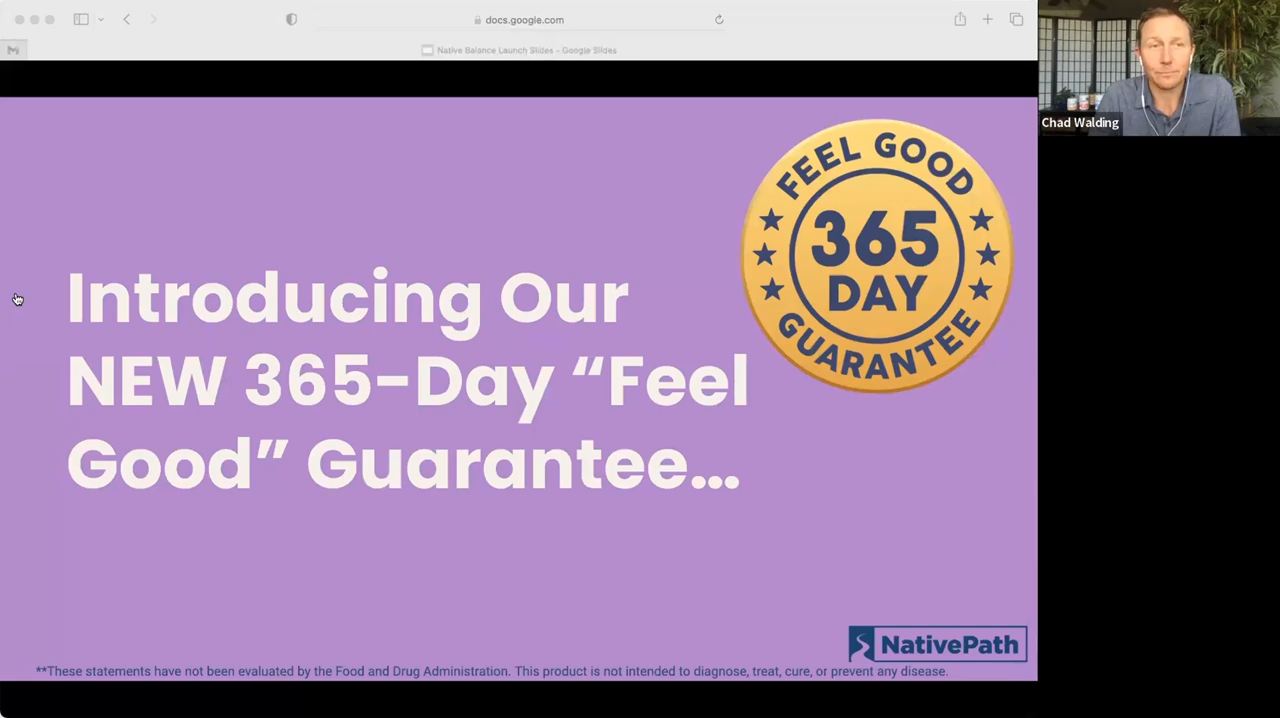 docs.google.com
Native Balance Launch Slides - Google Slides
Chad Walding
FEEL GOOD
365
DAY
GUARANTEE
Introducing Our
NEW 365-Day “Feel
Good” Guarantee...
NativePath
**These statements have not been evaluated by the Food and Drug Administration. This product is not intended to diagnose, treat, cure, or prevent any disease.